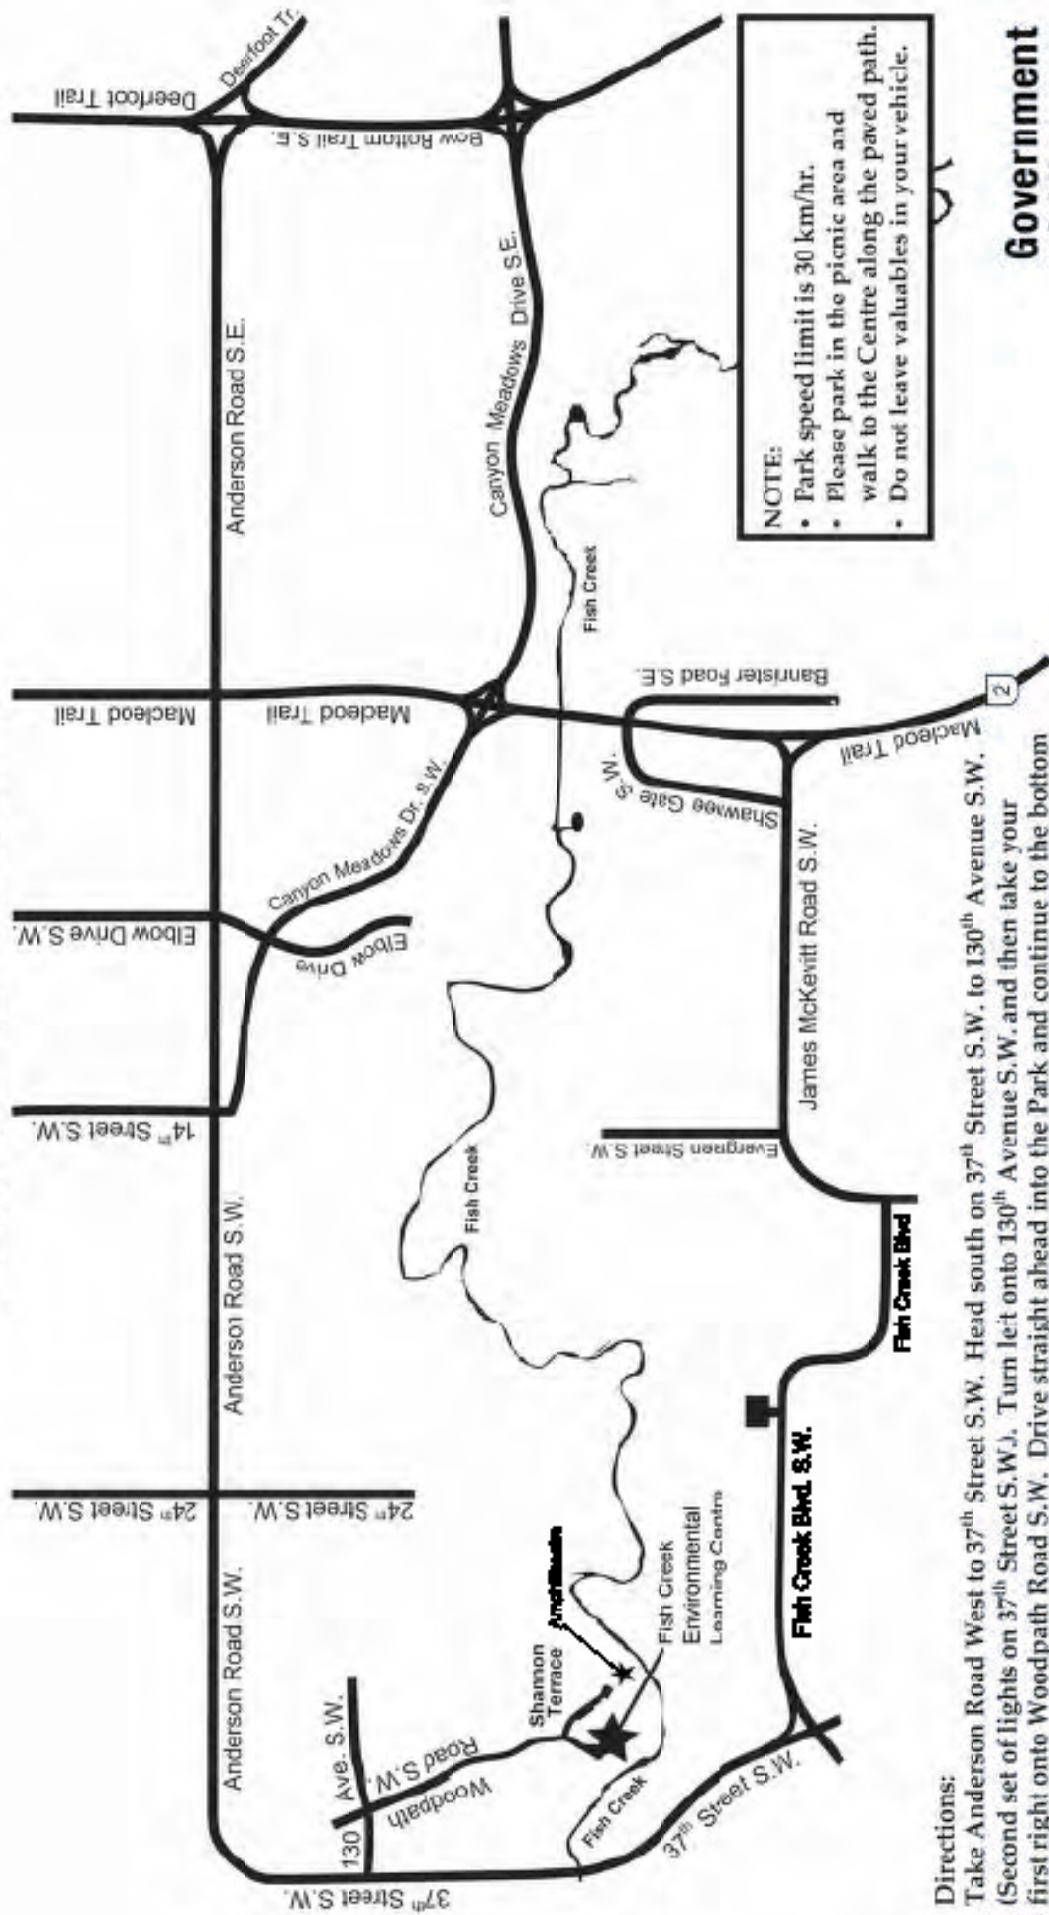 Deerfoot Trail
Deerfoot Tr.
Bow Bottom Trail S.E.
Anderson Road S.E.
Canyon Meadows Drive S.E.
Macleod Trail
Macleod Trail
Macleod Trail
Canyon Meadows Dr. S.W.
Elbow Drive S.W.
Elbow Drive
14th Street S.W.
Anderson Road S.W.
24th Street S.W.
24th Street S.W.
Anderson Road S.W.
37th Street S.W.
130 Ave. S.W.
Woodpath
Road S.W.
Shannon
Terrace
Fish Creek
Environmental
Learning Centre
Fish Creek
Fish Creek
Fish Creek
37th Street S.W.
Fish Creek Blvd. S.W.
Fish Creek Blvd
Evergreen Street S.W.
James McKevitt Road S.W.
Shawnee Gate S.W.
Bannister Road S.E.
Macleod Trail
2
NOTE:
• Park speed limit is 30 km/hr.
• Please park in the picnic area and
walk to the Centre along the paved path.
• Do not leave valuables in your vehicle.
Government
Directions:
Take Anderson Road West to 37th Street S.W. Head south on 37th Street S.W. to 130th Avenue S.W.
(Second set of lights on 37th Street S.W.). Turn left onto 130th Avenue S.W. and then take your
first right onto Woodpath Road S.W. Drive straight ahead into the Park and continue to the bottom